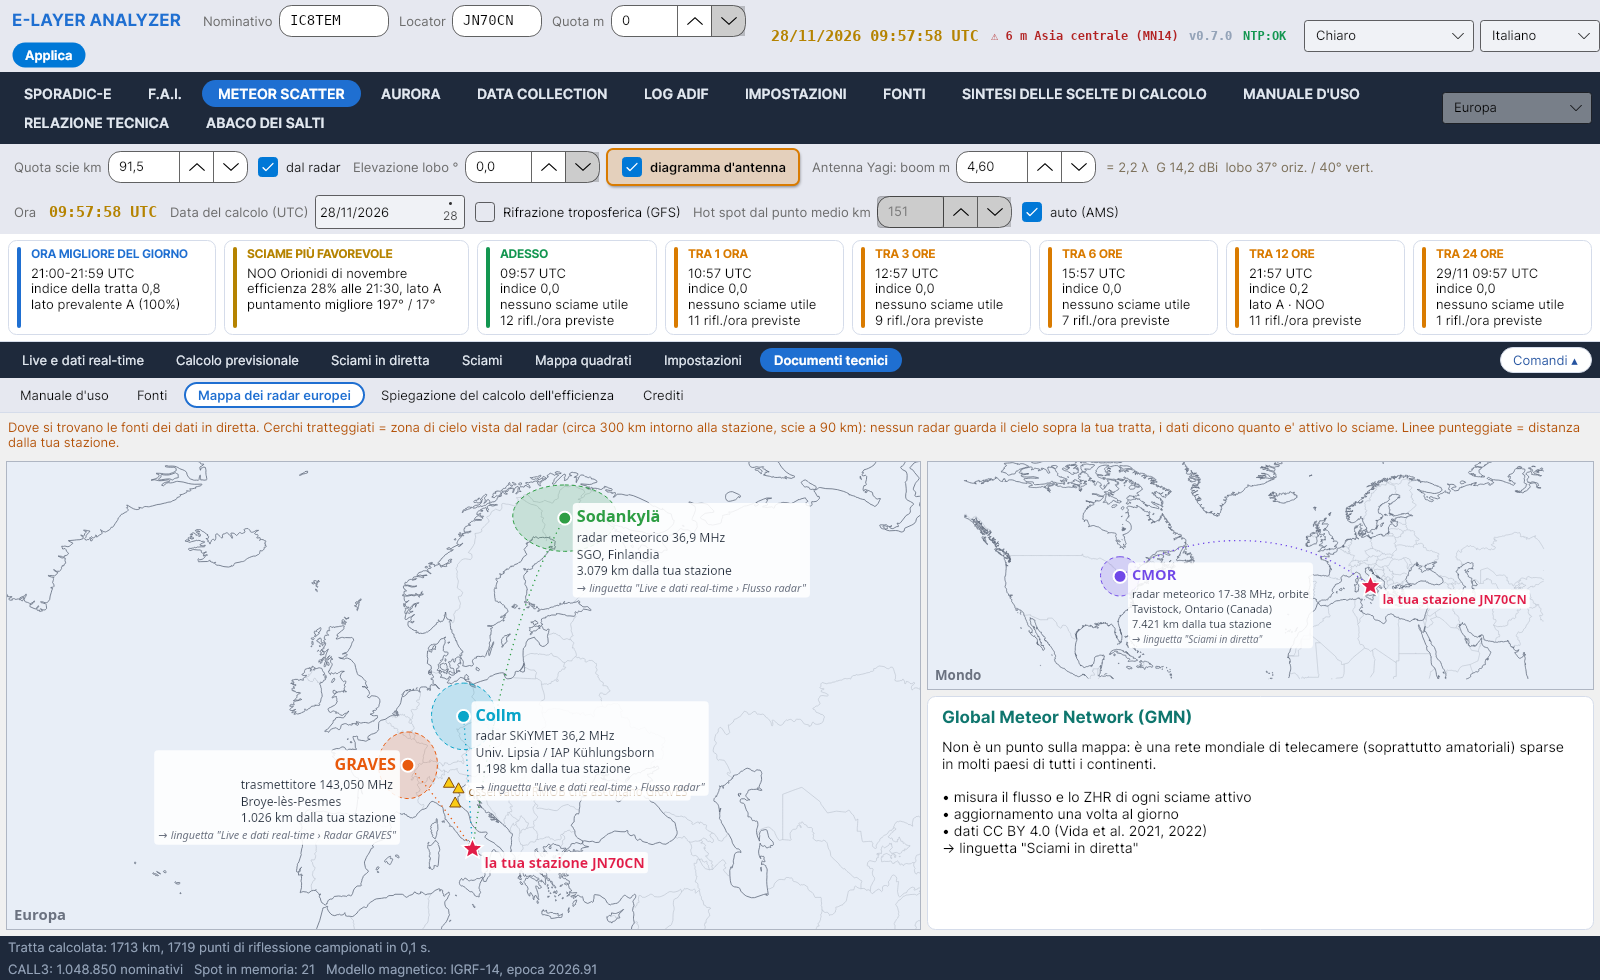 E-LAYER ANALYZER Nominativo IC8TEM Locator JN70CN Quota m 0
28/11/2026 09:57:58 UTC ⚠ 6 m Asia centrale (MN14) v0.7.0 NTP:OK Chiaro Italiano
Applica
SPORADIC-E F.A.I. METEOR SCATTER AURORA DATA COLLECTION LOG ADIF IMPOSTAZIONI FONTI SINTESI DELLE SCELTE DI CALCOLO MANUALE D'USO
RELAZIONE TECNICA ABACO DEI SALTI
Europa
Quota scie km 91,5 dal radar Elevazione lobo ° 0,0 diagramma d'antenna Antenna Yagi: boom m 4,60 = 2,2 λ G 14,2 dBi lobo 37° oriz. / 40° vert.
Ora 09:57:58 UTC Data del calcolo (UTC) 28/11/2026 28 Rifrazione troposferica (GFS) Hot spot dal punto medio km 151 auto (AMS)
ORA MIGLIORE DEL GIORNO
21:00-21:59 UTC
indice della tratta 0,8
lato prevalente A (100%)
SCIAME PIÙ FAVOREVOLE
NOO Orionidi di novembre
efficienza 28% alle 21:30, lato A
puntamento migliore 197° / 17°
ADESSO
09:57 UTC
indice 0,0
nessuno sciame utile
12 rifl./ora previste
TRA 1 ORA
10:57 UTC
indice 0,0
nessuno sciame utile
11 rifl./ora previste
TRA 3 ORE
12:57 UTC
indice 0,0
nessuno sciame utile
9 rifl./ora previste
TRA 6 ORE
15:57 UTC
indice 0,0
nessuno sciame utile
7 rifl./ora previste
TRA 12 ORE
21:57 UTC
indice 0,2
lato A · NOO
11 rifl./ora previste
TRA 24 ORE
29/11 09:57 UTC
indice 0,0
nessuno sciame utile
1 rifl./ora previste
Live e dati real-time Calcolo previsionale Sciami in diretta Sciami Mappa quadrati Impostazioni Documenti tecnici Comandi ▴
Manuale d'uso Fonti Mappa dei radar europei Spiegazione del calcolo dell'efficienza Crediti
Dove si trovano le fonti dei dati in diretta. Cerchi tratteggiati = zona di cielo vista dal radar (circa 300 km intorno alla stazione, scie a 90 km): nessun radar guarda il cielo sopra la tua tratta, i dati dicono quanto e' attivo lo sciame. Linee punteggiate = distanza
dalla tua stazione.
Sodankylä
radar meteorico 36,9 MHz
SGO, Finlandia
3.079 km dalla tua stazione
→ linguetta "Live e dati real-time › Flusso radar"
Collm
radar SKiYMET 36,2 MHz
Univ. Lipsia / IAP Kühlungsborn
1.198 km dalla tua stazione
→ linguetta "Live e dati real-time › Flusso radar"
GRAVES
trasmettitore 143,050 MHz
Broye-lès-Pesmes
1.026 km dalla tua stazione
→ linguetta "Live e dati real-time › Radar GRAVES"
la tua stazione JN70CN
Europa
CMOR
radar meteorico 17-38 MHz, orbite
Tavistock, Ontario (Canada)
7.421 km dalla tua stazione
→ linguetta "Sciami in diretta"
la tua stazione JN70CN
Mondo
Global Meteor Network (GMN)
Non è un punto sulla mappa: è una rete mondiale di telecamere (soprattutto amatoriali) sparse
in molti paesi di tutti i continenti.
• misura il flusso e lo ZHR di ogni sciame attivo
• aggiornamento una volta al giorno
• dati CC BY 4.0 (Vida et al. 2021, 2022)
→ linguetta "Sciami in diretta"
Tratta calcolata: 1713 km, 1719 punti di riflessione campionati in 0,1 s.
CALL3: 1.048.850 nominativi Spot in memoria: 21 Modello magnetico: IGRF-14, epoca 2026.91